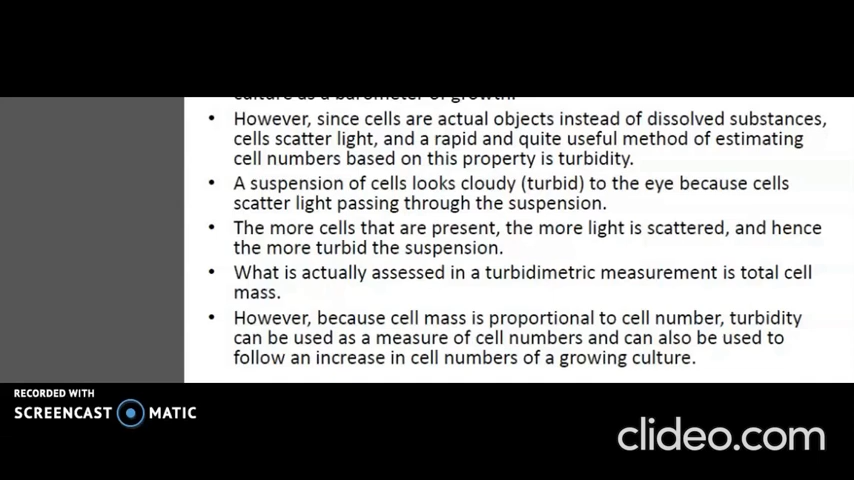 culture as a barometer of growth.
• However, since cells are actual objects instead of dissolved substances,
cells scatter light, and a rapid and quite useful method of estimating
cell numbers based on this property is turbidity.
• A suspension of cells looks cloudy (turbid) to the eye because cells
scatter light passing through the suspension.
• The more cells that are present, the more light is scattered, and hence
the more turbid the suspension.
• What is actually assessed in a turbidimetric measurement is total cell
mass.
• However, because cell mass is proportional to cell number, turbidity
can be used as a measure of cell numbers and can also be used to
follow an increase in cell numbers of a growing culture.
RECORDED WITH
SCREENCAST MATIC
clideo.com